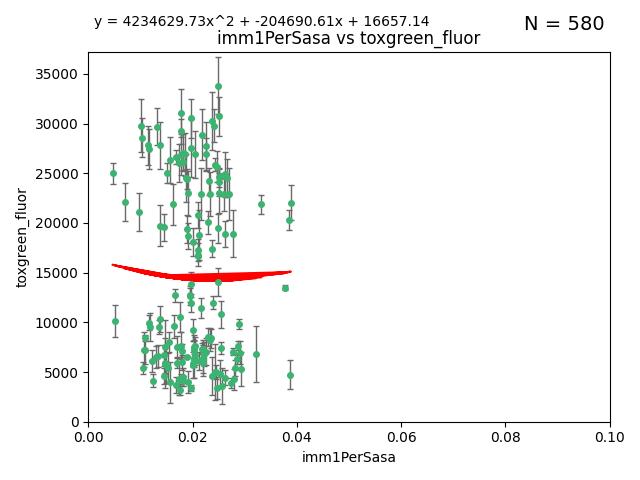 y = 4234629.73x^2 + -204690.61x + 16657.14
N = 580
imm1PerSasa vs toxgreen_fluor
35000
30000
25000
20000
15000
10000
5000
0
toxgreen_fluor
0.00 0.02 0.04 0.06 0.08 0.10
imm1PerSasa